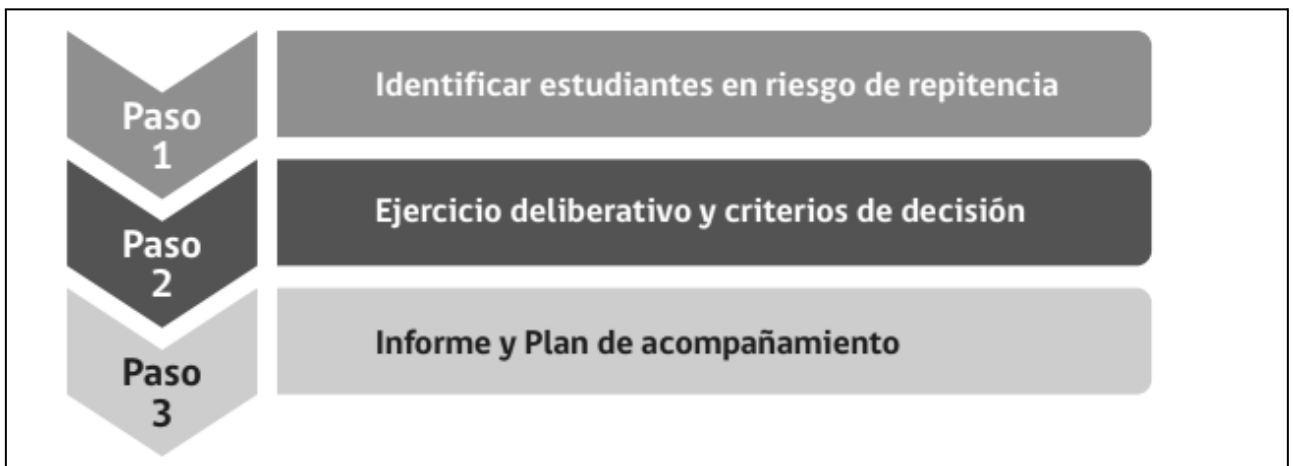 Paso
1
Identificar estudiantes en riesgo de repitencia
Paso
2
Ejercicio deliberativo y criterios de decisión
Paso
3
Informe y Plan de acompañamiento